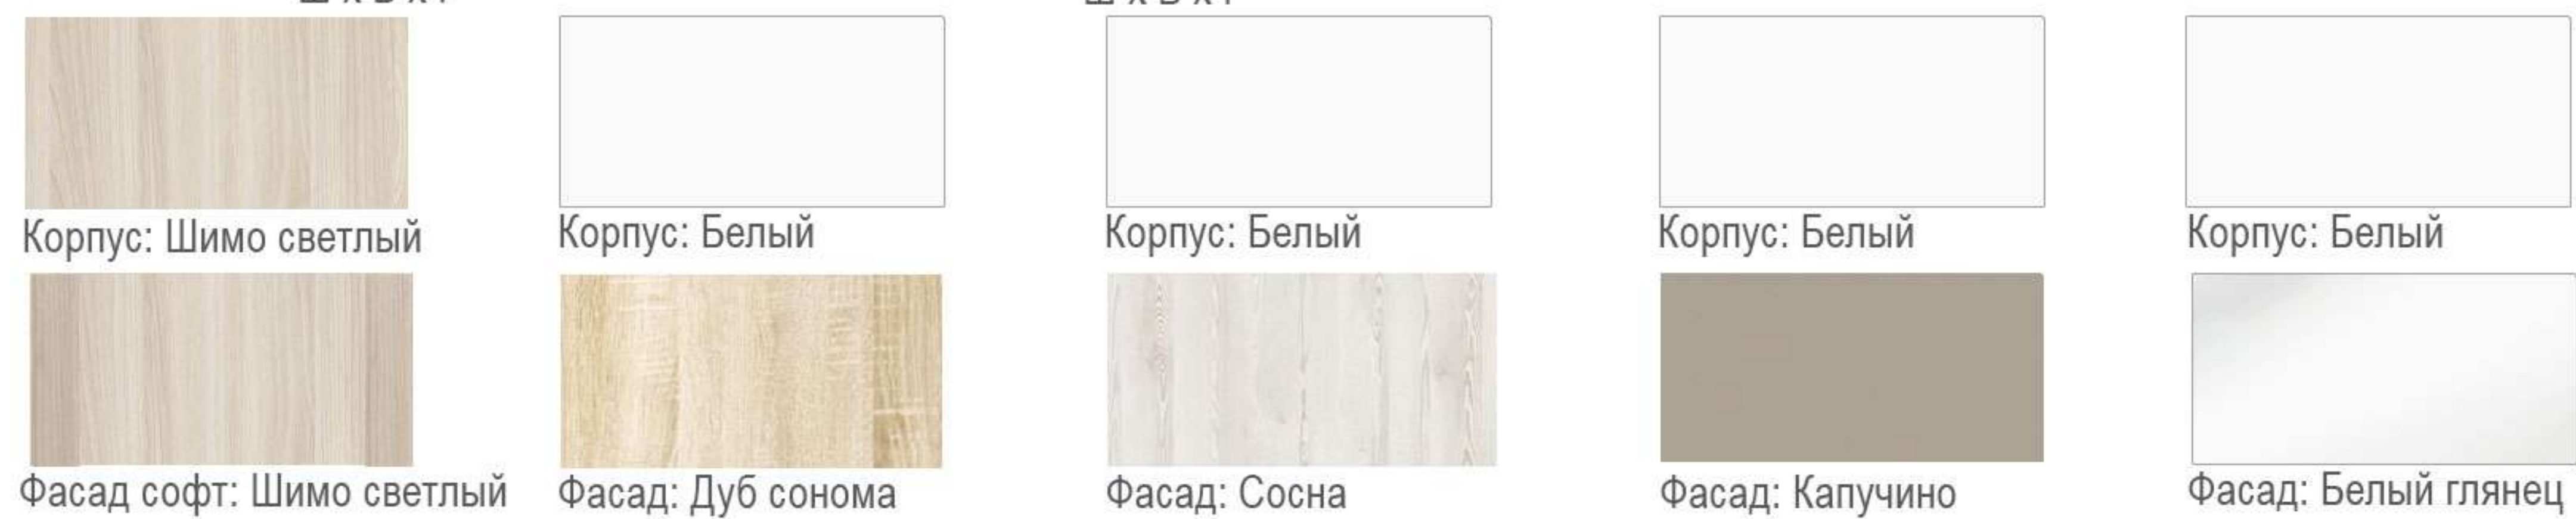 Корпус: Шимо светлый
Корпус: Белый
Корпус: Белый
Корпус: Белый
Корпус: Белый
Фасад софт: Шимо светлый
Фасад: Дуб сонома
Фасад: Сосна
Фасад: Капучино
Фасад: Белый глянец